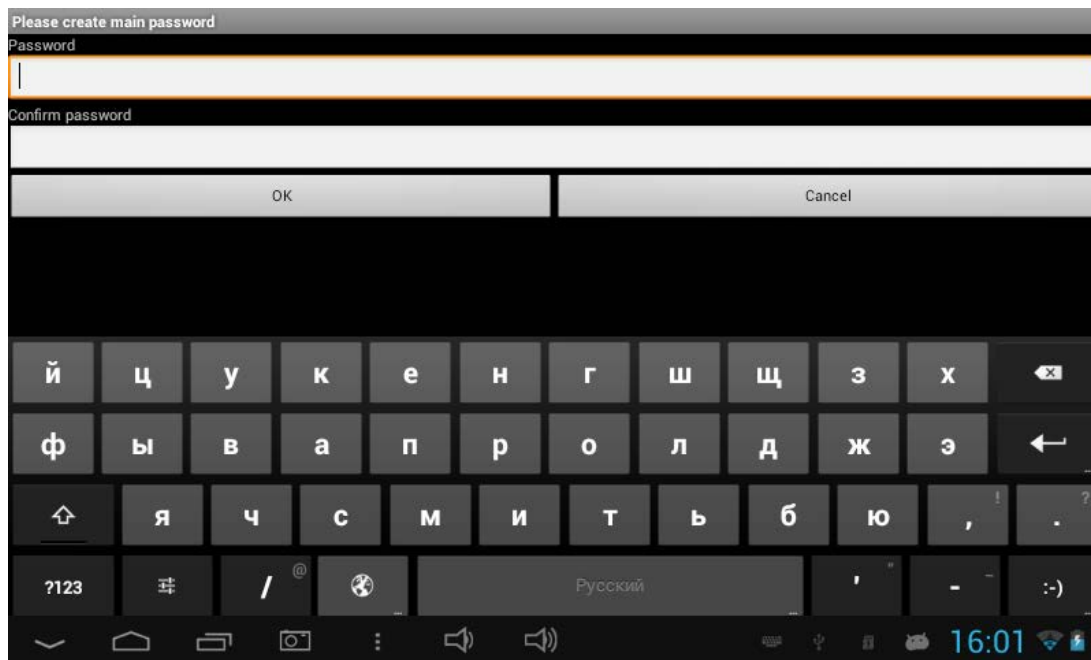 Please create main password
Password
Confirm password
OK Cancel
й ц у к е н г ш щ з х
ф ы в а п р о л д ж э
я ч с м и т ь б ю , ! . ?
?123 / @ Русский ' " - _ :-)
16:01